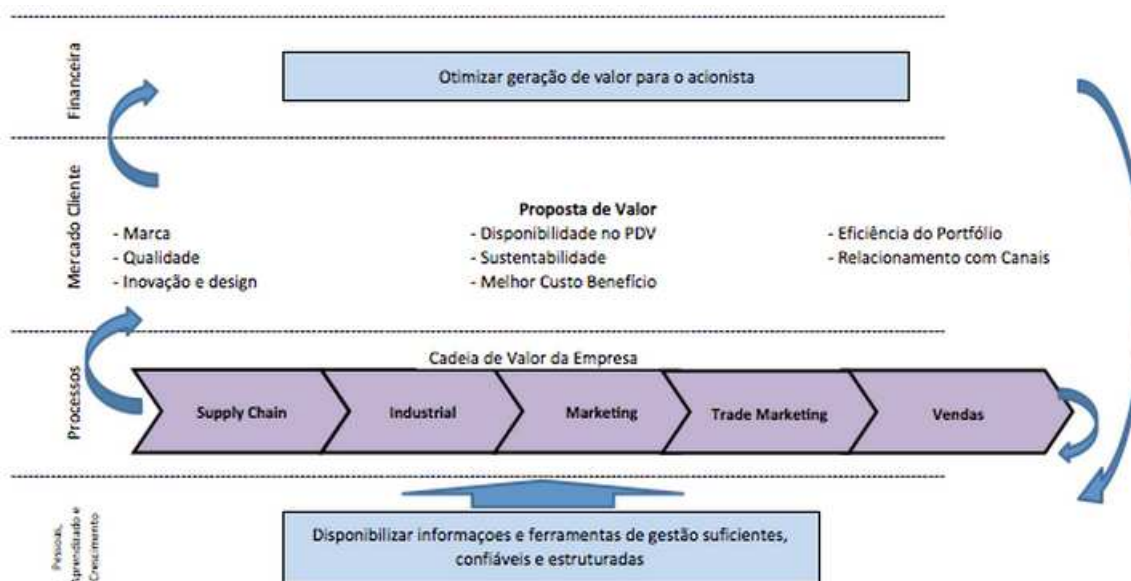 Financeira
Otimizar geração de valor para o acionista
Mercado Cliente
Proposta de Valor
- Marca
- Disponibilidade no PDV
- Eficiência do Portfólio
- Qualidade
- Sustentabilidade
- Relacionamento com Canais
- Inovação e design
- Melhor Custo Benefício
Processos
Cadeia de Valor da Empresa
Supply Chain
Industrial
Marketing
Trade Marketing
Vendas
Pessoas,
Aprendizado e
Crescimento
Disponibilizar informaçoes e ferramentas de gestão suficientes,
confiáveis e estruturadas